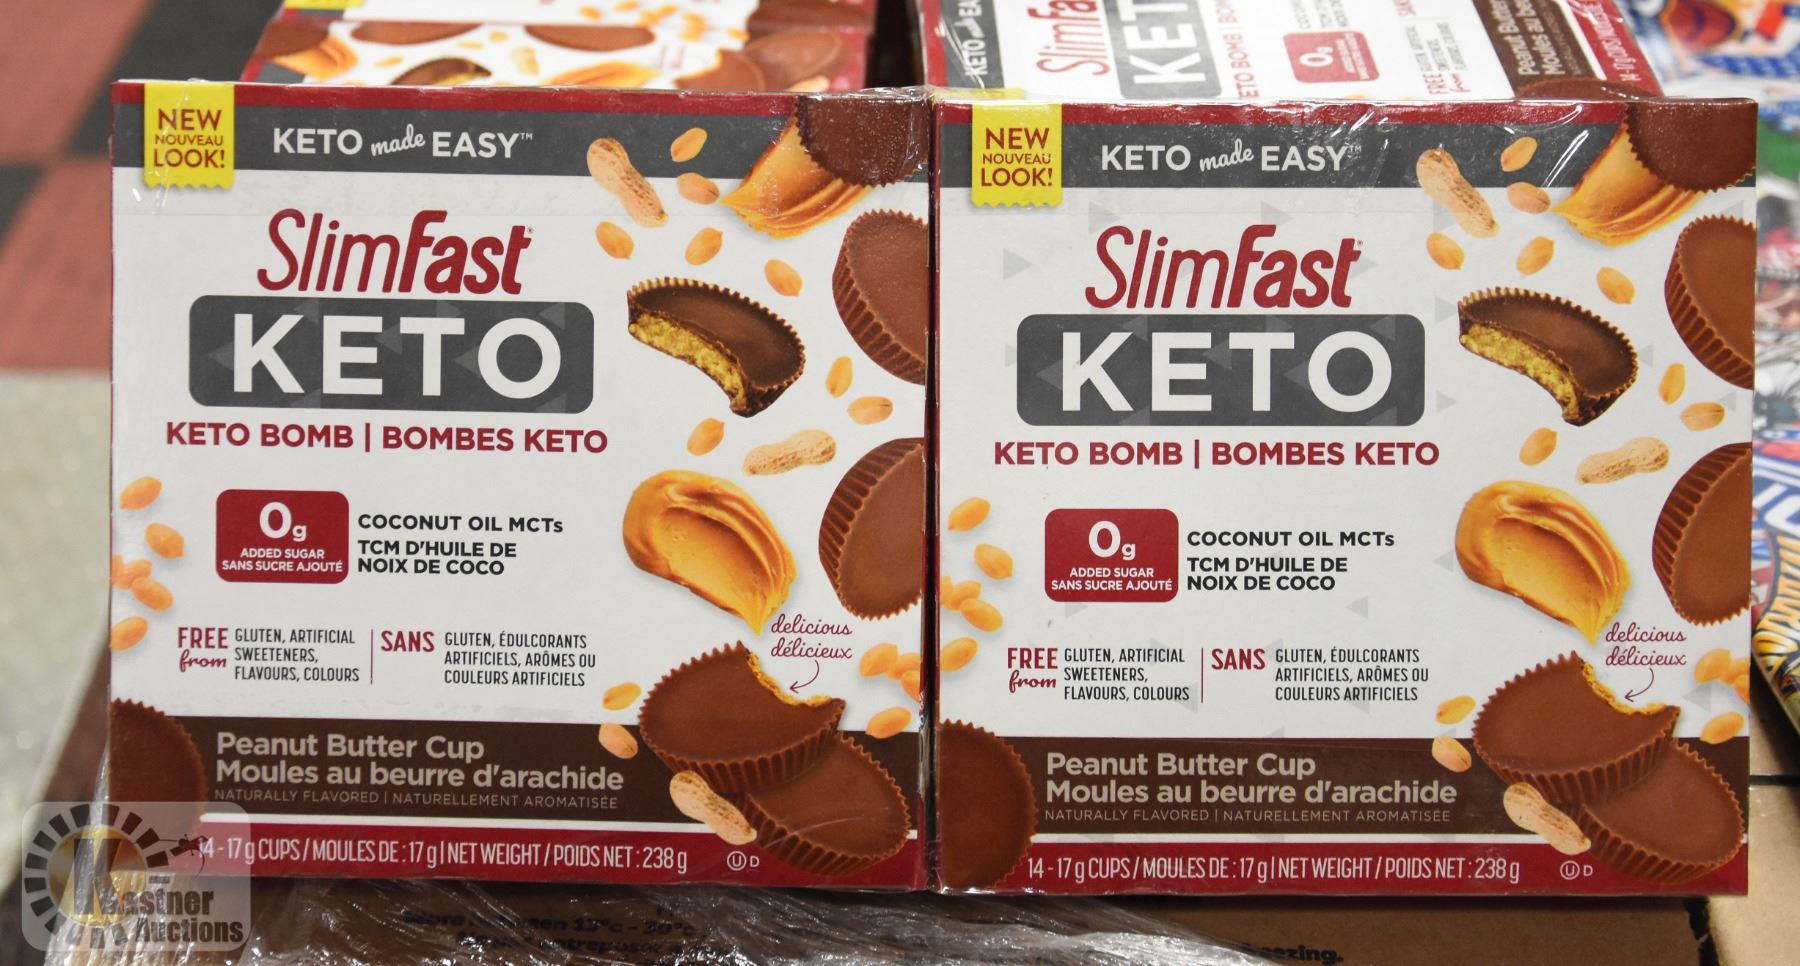 NEW
NOUVEAU
LOOK!
KETO made EASY™
SlimFast
KETO
KETO BOMB | BOMBES KETO
0g
ADDED SUGAR
SANS SUCRE AJOUTÉ
COCONUT OIL MCTs
TCM D'HUILE DE
NOIX DE COCO
FREE from
GLUTEN, ARTIFICIAL
SWEETENERS,
FLAVOURS, COLOURS
SANS
GLUTEN, ÉDULCORANTS
ARTIFICIELS, ARÔMES OU
COULEURS ARTIFICIELS
delicious
délicieux
Peanut Butter Cup
Moules au beurre d'arachide
NATURALLY FLAVORED | NATURELLEMENT AROMATISÉE
14 - 17 g CUPS / MOULES DE : 17 g | NET WEIGHT / POIDS NET : 238 g
Ⓤ D
NEW
NOUVEAU
LOOK!
KETO made EASY™
SlimFast
KETO
KETO BOMB | BOMBES KETO
0g
ADDED SUGAR
SANS SUCRE AJOUTÉ
COCONUT OIL MCTs
TCM D'HUILE DE
NOIX DE COCO
FREE from
GLUTEN, ARTIFICIAL
SWEETENERS,
FLAVOURS, COLOURS
SANS
GLUTEN, ÉDULCORANTS
ARTIFICIELS, ARÔMES OU
COULEURS ARTIFICIELS
delicious
délicieux
Peanut Butter Cup
Moules au beurre d'arachide
NATURALLY FLAVORED | NATURELLEMENT AROMATISÉE
14 - 17 g CUPS / MOULES DE : 17 g | NET WEIGHT / POIDS NET : 238 g
Ⓤ D
Kastner
Auctions